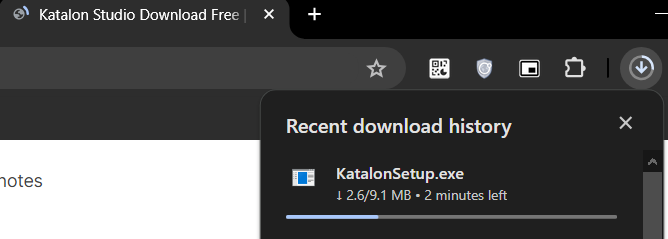 Katalon Studio Download Free |
Recent download history
notes
KatalonSetup.exe
↓ 2.6/9.1 MB • 2 minutes left